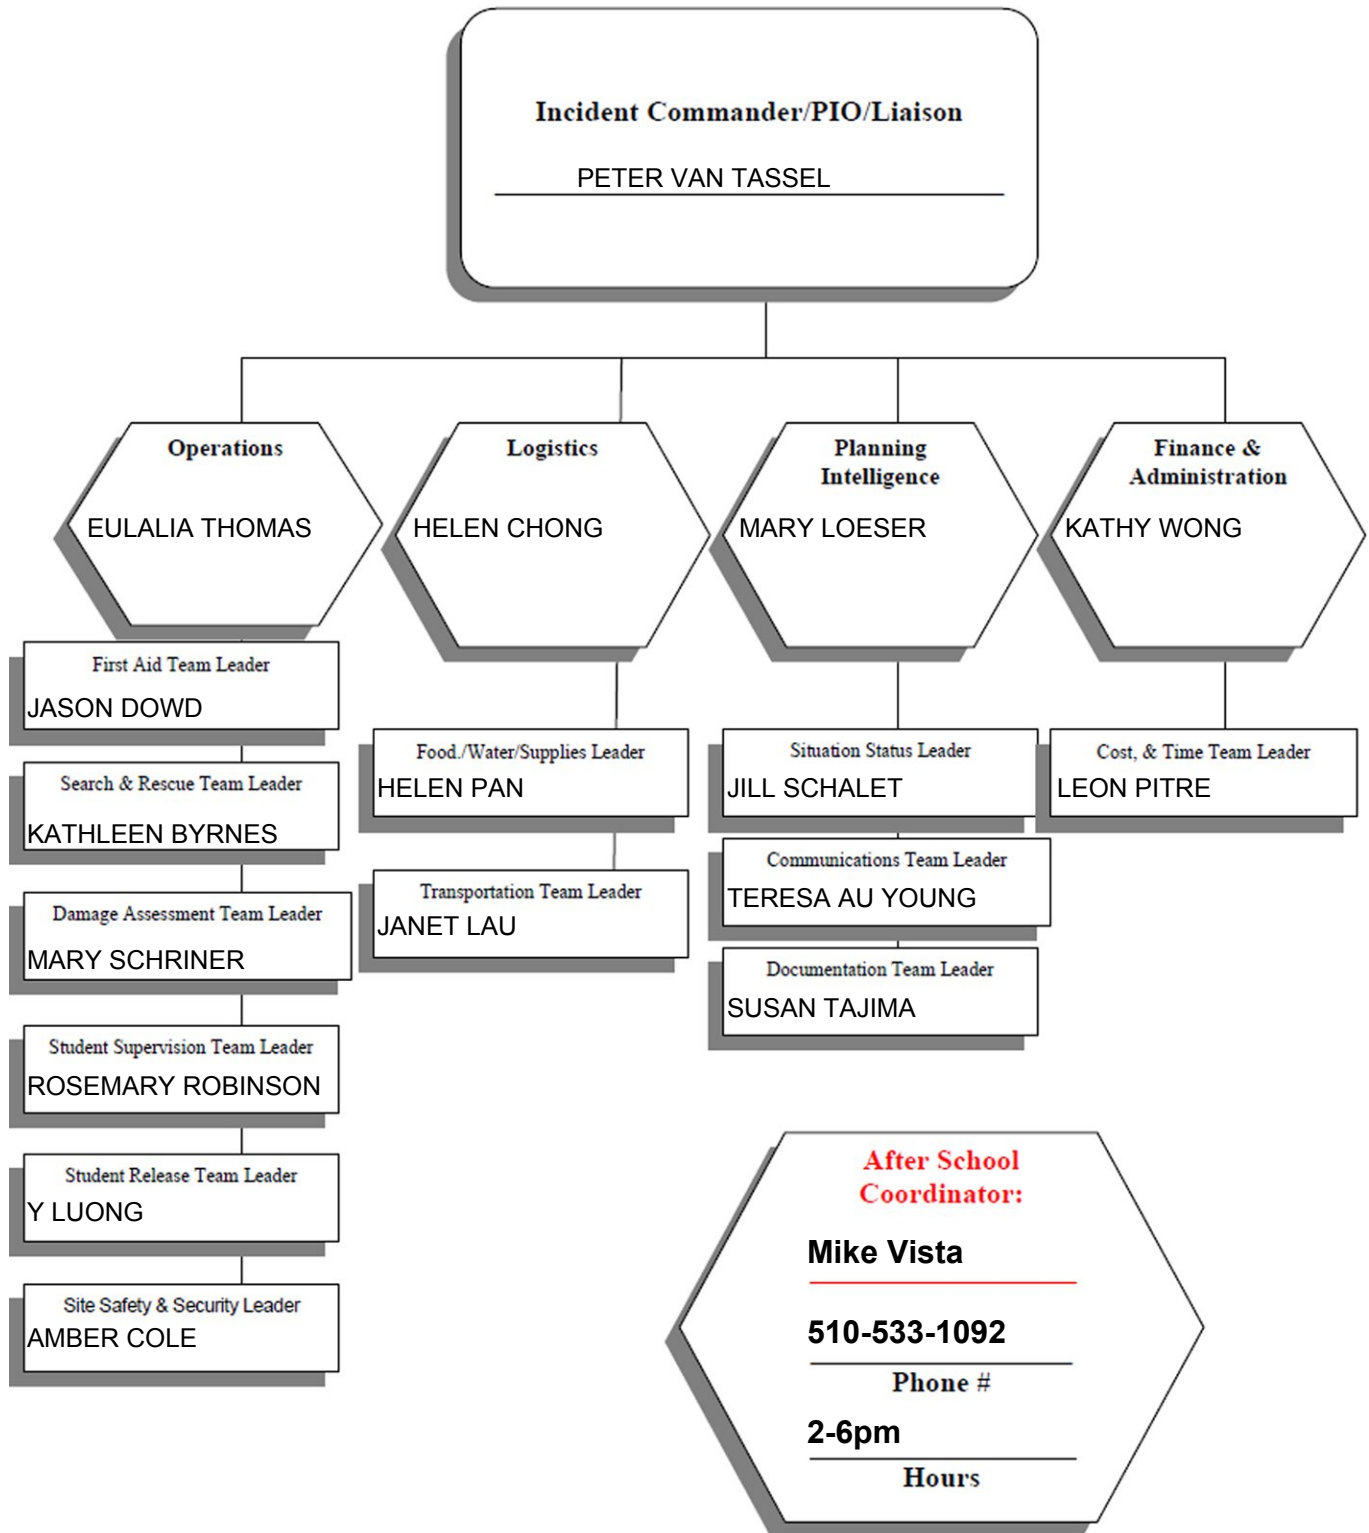 Incident Commander/PIO/Liaison
PETER VAN TASSEL
Operations
EULALIA THOMAS
First Aid Team Leader
JASON DOWD
Search & Rescue Team Leader
KATHLEEN BYRNES
Damage Assessment Team Leader
MARY SCHRINER
Student Supervision Team Leader
ROSEMARY ROBINSON
Student Release Team Leader
Y LUONG
Site Safety & Security Leader
AMBER COLE
Logistics
HELEN CHONG
Food./Water/Supplies Leader
HELEN PAN
Transportation Team Leader
JANET LAU
Planning
Intelligence
MARY LOESER
Situation Status Leader
JILL SCHALET
Communications Team Leader
TERESA AU YOUNG
Documentation Team Leader
SUSAN TAJIMA
Finance &
Administration
KATHY WONG
Cost, & Time Team Leader
LEON PITRE
After School
Coordinator:
Mike Vista
510-533-1092
Phone #
2-6pm
Hours